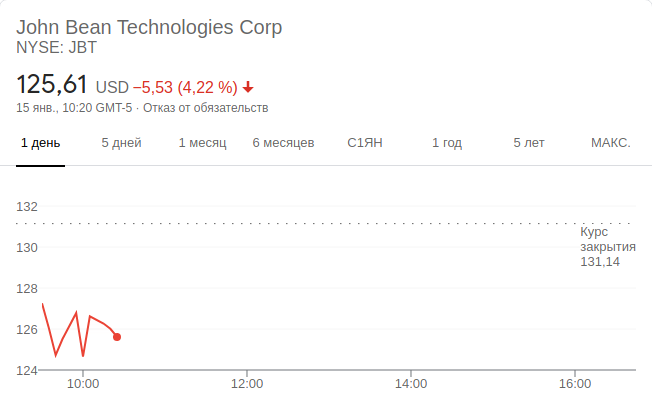 John Bean Technologies Corp
NYSE: JBT
125,61 USD −5,53 (4,22 %)
15 янв., 10:20 GMT-5 · Отказ от обязательств
1 день 5 дней 1 месяц 6 месяцев С1ЯН 1 год 5 лет МАКС.
132
Курс
130 закрытия
131,14
128
126
124
10:00 12:00 14:00 16:00